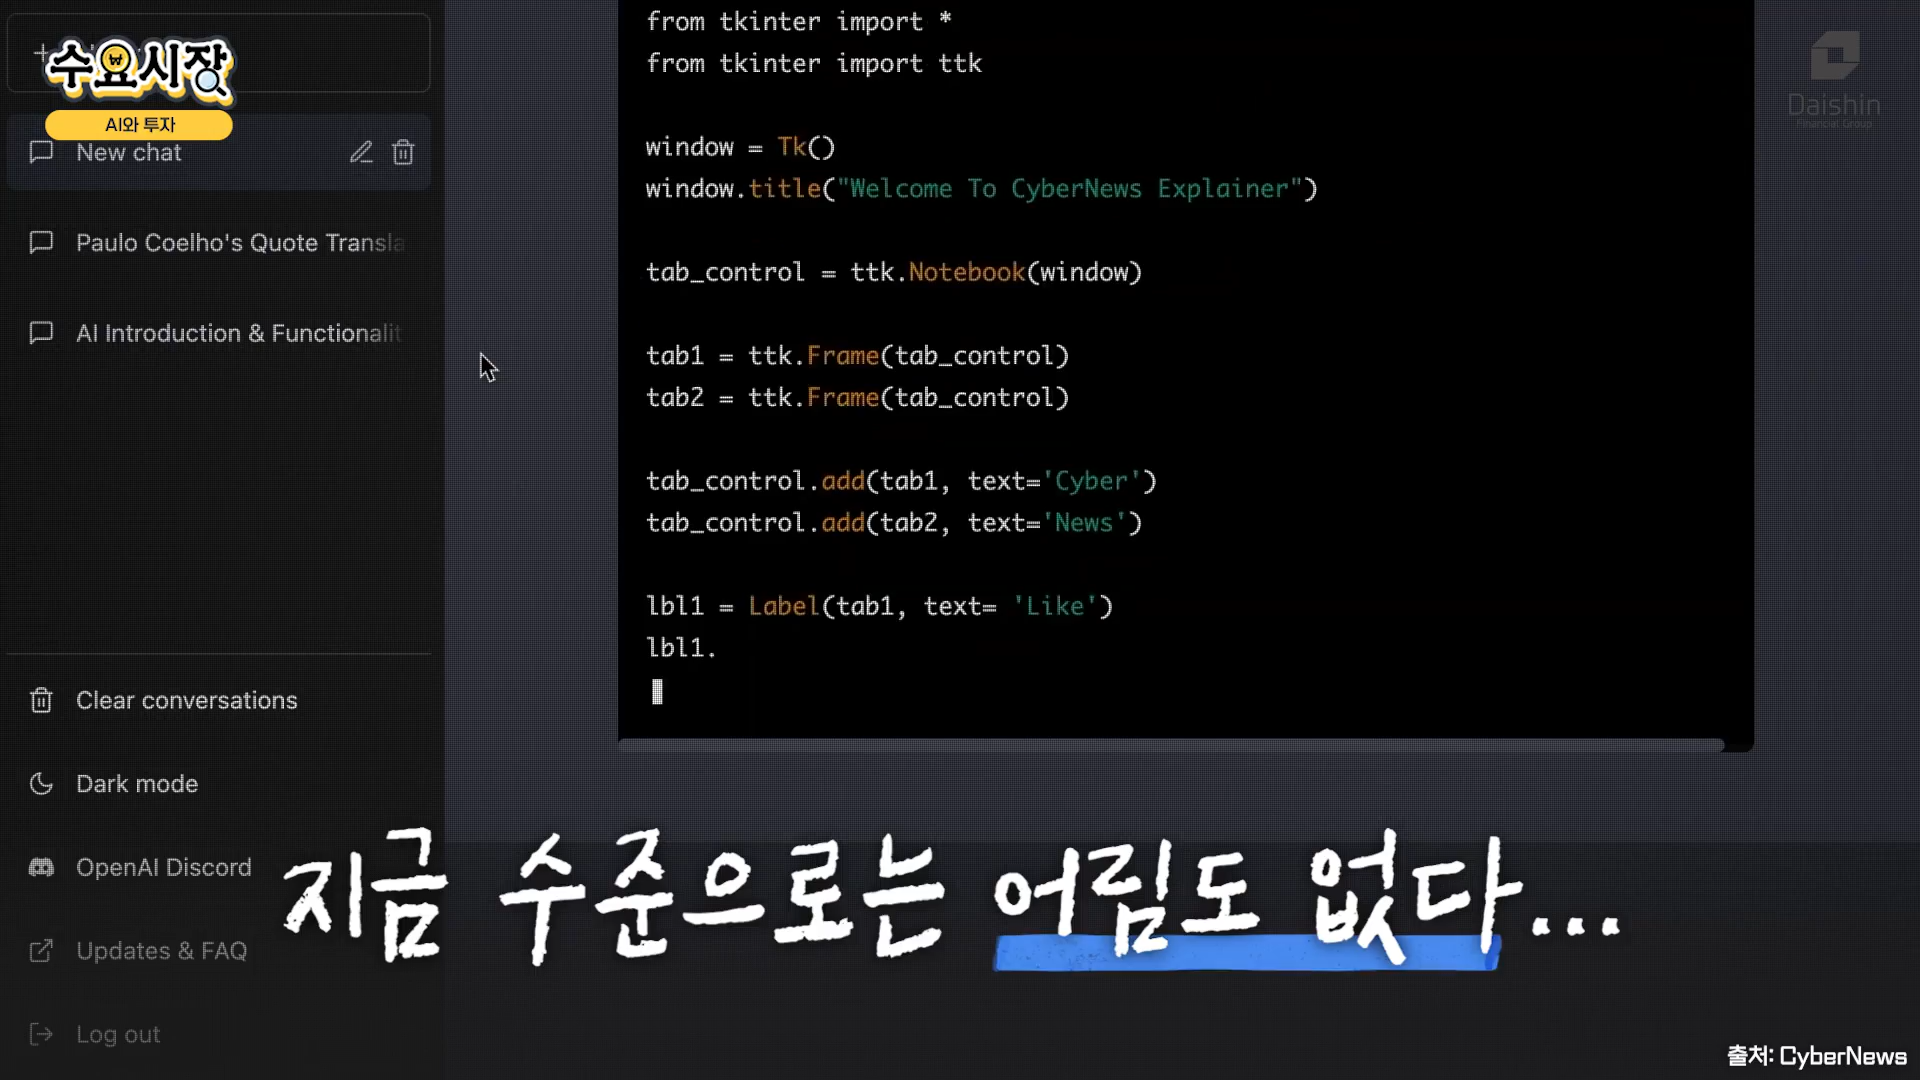 수요시장
AI와 투자
New chat
Paulo Coelho's Quote Transla
AI Introduction & Functionalit
Clear conversations
Dark mode
OpenAI Discord
Updates & FAQ
Log out
from tkinter import *
from tkinter import ttk
window = Tk()
window.title("Welcome To CyberNews Explainer")
tab_control = ttk.Notebook(window)
tab1 = ttk.Frame(tab_control)
tab2 = ttk.Frame(tab_control)
tab_control.add(tab1, text='Cyber')
tab_control.add(tab2, text='News')
lbl1 = Label(tab1, text= 'Like')
lbl1.
Daishin
Financial Group
지금 수준으로는 어림도 없다...
출처: CyberNews